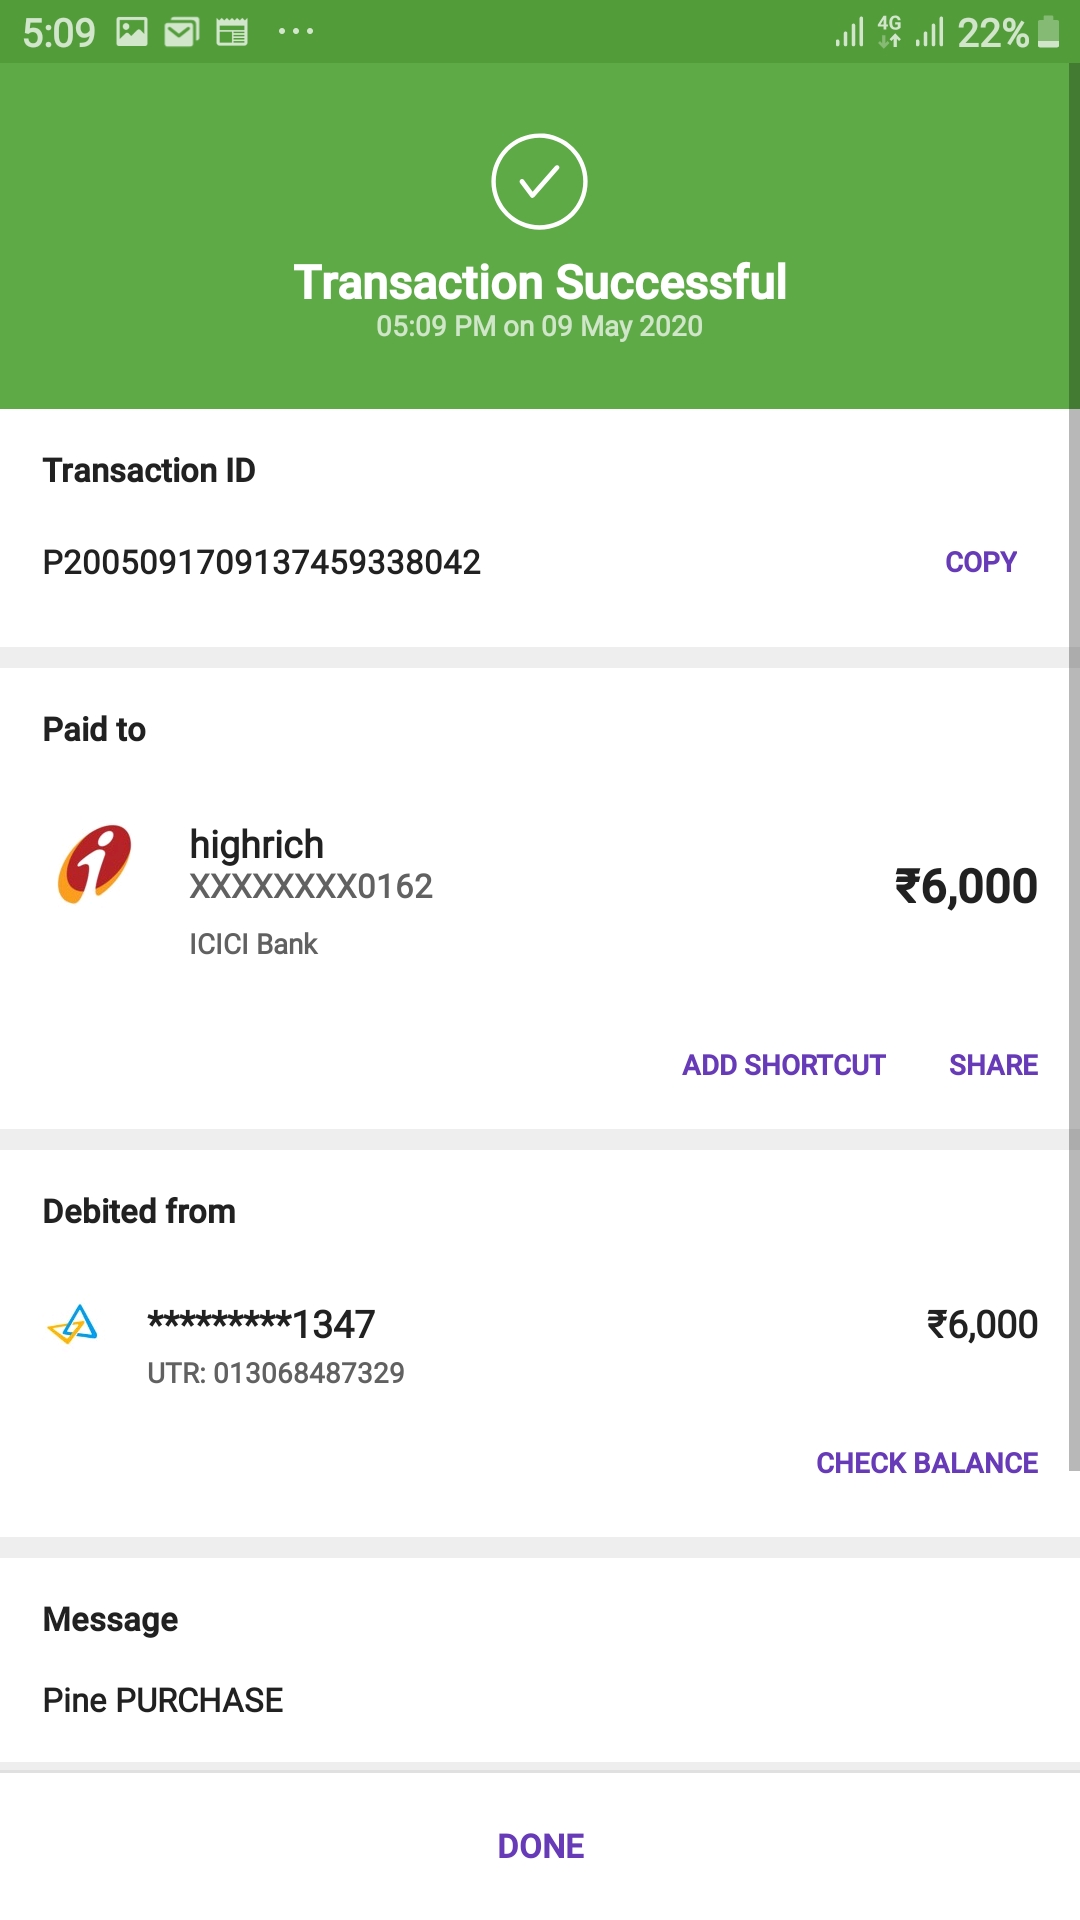 5:09 4G 22%
Transaction Successful
05:09 PM on 09 May 2020
Transaction ID
P2005091709137459338042 COPY
Paid to
highrich
XXXXXXXX0162 ₹6,000
ICICI Bank
ADD SHORTCUT SHARE
Debited from
*********1347 ₹6,000
UTR: 013068487329
CHECK BALANCE
Message
Pine PURCHASE
DONE